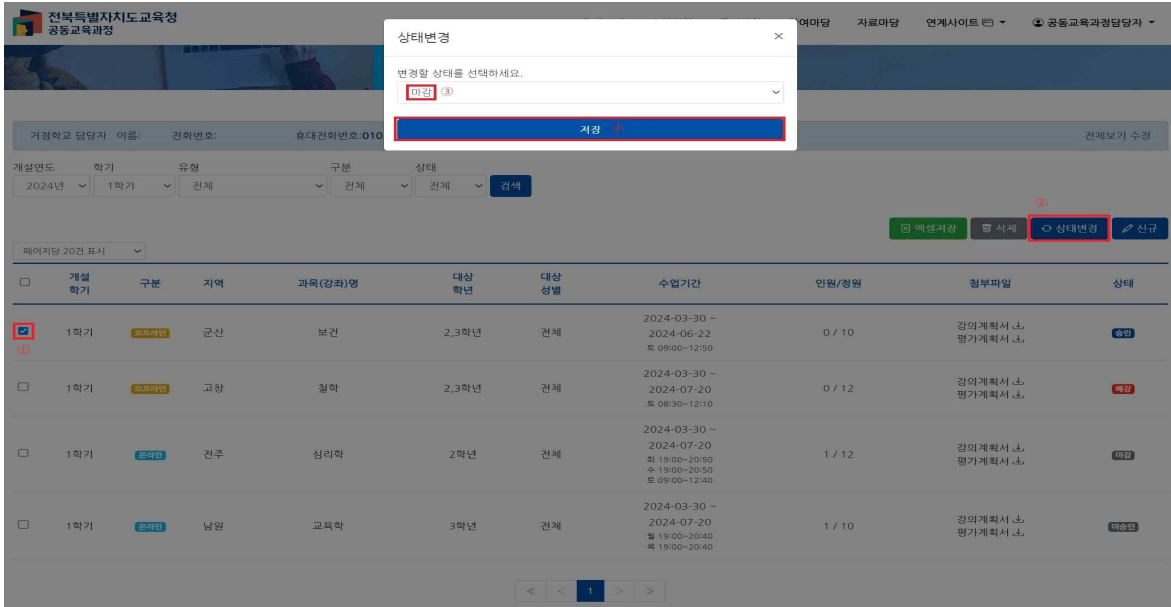 전북특별자치도교육청
공동교육과정
여마당 자료마당 연계사이트 공동교육과정담당자
상태변경 ×
변경할 상태를 선택하세요.
마감 ③
저장 ④
거점학교 담당자 이름: 전화번호: 휴대전화번호:010 전체보기 수정
개설연도 학기 유형 구분 상태
2024년 1학기 전체 전체 전체 검색
②
엑셀저장 삭제 상태변경 신규
페이지당 20건 표시
개설 학기 구분 지역 과목(강좌)명 대상 학년 대상 성별 수업기간 인원/정원 첨부파일 상태
2024-03-30 ~
1학기 오프라인 군산 보건 2,3학년 전체 2024-06-22 0 / 10 강의계획서 평가계획서 승인
① 토 09:00~12:50
2024-03-30 ~
1학기 오프라인 고창 철학 2,3학년 전체 2024-07-20 0 / 12 강의계획서 평가계획서 폐강
토 08:30~12:10
2024-03-30 ~
2024-07-20
1학기 온라인 전주 심리학 2학년 전체 화 19:00~20:50 1 / 12 강의계획서 평가계획서 마감
수 19:00~20:50
토 09:00~12:40
2024-03-30 ~
1학기 온라인 남원 교육학 3학년 전체 2024-07-20 1 / 10 강의계획서 평가계획서 미승인
월 19:00~20:40
목 19:00~20:40
≪ < 1 > ≫